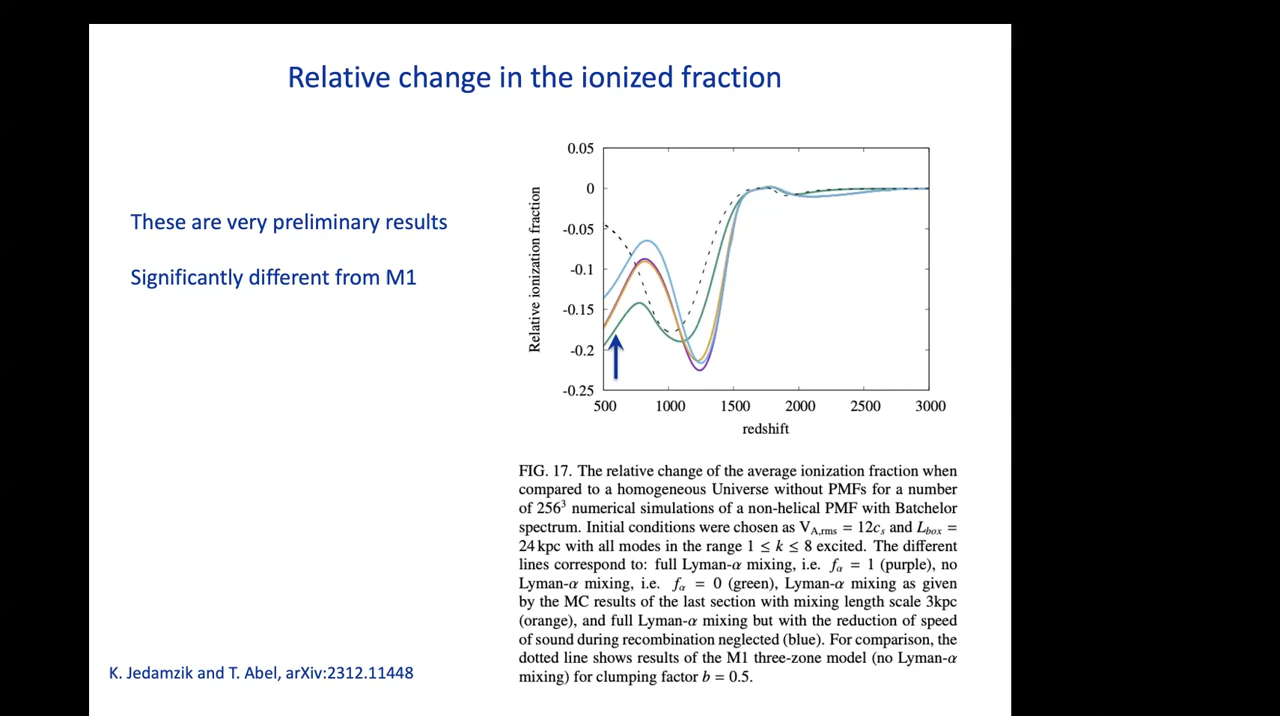 Relative change in the ionized fraction
These are very preliminary results
Significantly different from M1
0.05
0
-0.05
-0.1
-0.15
-0.2
-0.25
Relative ionization fraction
500 1000 1500 2000 2500 3000
redshift
FIG. 17. The relative change of the average ionization fraction when
compared to a homogeneous Universe without PMFs for a number
of 256³ numerical simulations of a non-helical PMF with Batchelor
spectrum. Initial conditions were chosen as V_A,rms = 12c_s and L_box =
24 kpc with all modes in the range 1 ≤ k ≤ 8 excited. The different
lines correspond to: full Lyman-α mixing, i.e. f_α = 1 (purple), no
Lyman-α mixing, i.e. f_α = 0 (green), Lyman-α mixing as given
by the MC results of the last section with mixing length scale 3kpc
(orange), and full Lyman-α mixing but with the reduction of speed
of sound during recombination neglected (blue). For comparison, the
dotted line shows results of the M1 three-zone model (no Lyman-α
mixing) for clumping factor b = 0.5.
K. Jedamzik and T. Abel, arXiv:2312.11448